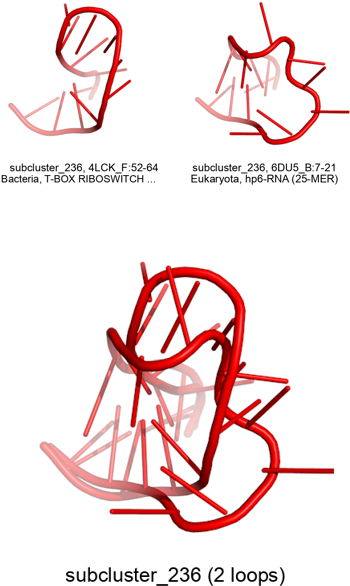 subcluster_236, 4LCK_F:52-64
Bacteria, T-BOX RIBOSWITCH ...
subcluster_236, 6DU5_B:7-21
Eukaryota, hp6-RNA (25-MER)
subcluster_236 (2 loops)